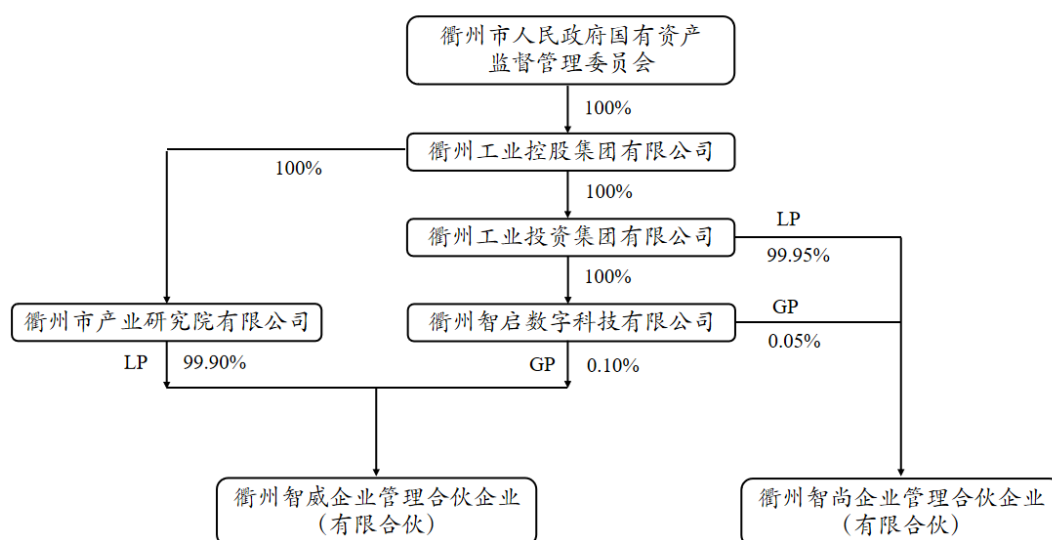 衢州市人民政府国有资产
监督管理委员会
100%
衢州工业控股集团有限公司
100%
100%
衢州工业投资集团有限公司
LP
99.95%
100%
衢州市产业研究院有限公司
衢州智启数字科技有限公司
GP
0.05%
LP
99.90%
GP
0.10%
衢州智威企业管理合伙企业
（有限合伙）
衢州智尚企业管理合伙企业
（有限合伙）